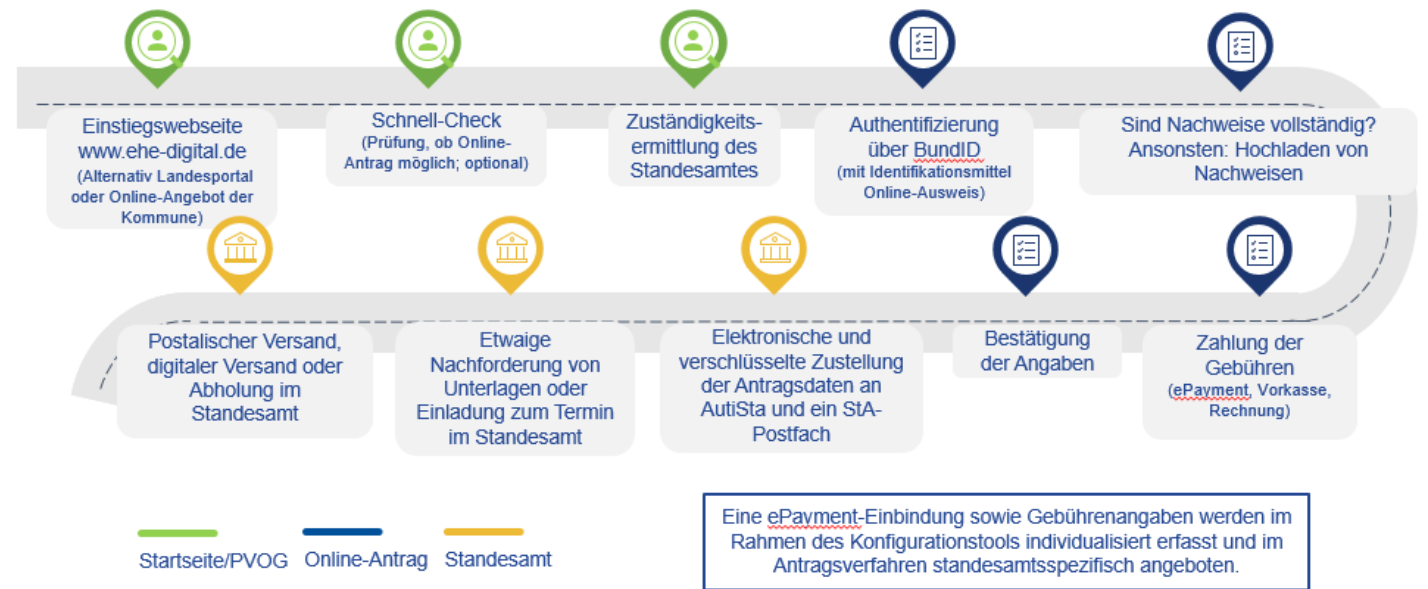 Einstiegswebseite
www.ehe-digital.de
(Alternativ Landesportal
oder Online-Angebot der
Kommune)
Schnell-Check
(Prüfung, ob Online-
Antrag möglich; optional)
Zuständigkeits-
ermittlung des
Standesamtes
Authentifizierung
über BundID
(mit Identifikationsmittel
Online-Ausweis)
Sind Nachweise vollständig?
Ansonsten: Hochladen von
Nachweisen
Zahlung der
Gebühren
(ePayment, Vorkasse,
Rechnung)
Bestätigung
der Angaben
Elektronische und
verschlüsselte Zustellung
der Antragsdaten an
AutiSta und ein StA-
Postfach
Etwaige
Nachforderung von
Unterlagen oder
Einladung zum Termin
im Standesamt
Postalischer Versand,
digitaler Versand oder
Abholung im
Standesamt
Startseite/PVOG
Online-Antrag
Standesamt
Eine ePayment-Einbindung sowie Gebührenangaben werden im
Rahmen des Konfigurationstools individualisiert erfasst und im
Antragsverfahren standesamtsspezifisch angeboten.